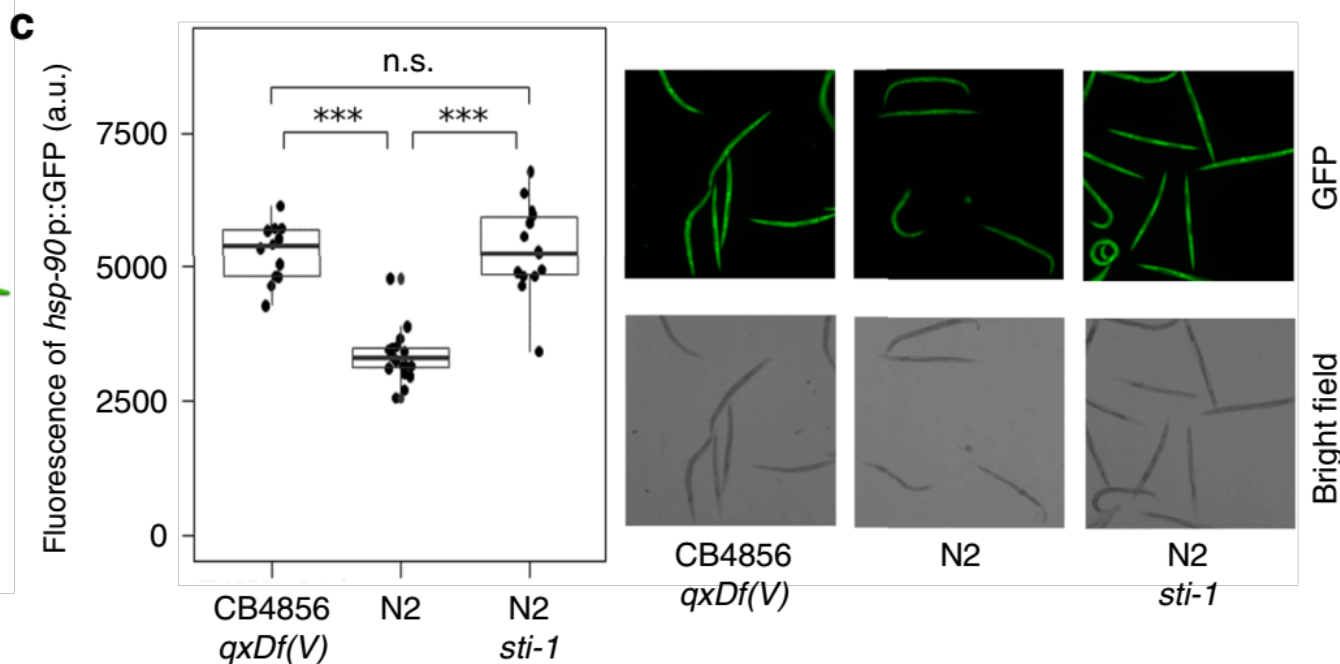 c
Fluorescence of hsp-90p::GFP (a.u.)
7500
5000
2500
0
n.s.
***
***
CB4856
qxDf(V)
N2
N2
sti-1
GFP
Bright field
CB4856
qxDf(V)
N2
N2
sti-1